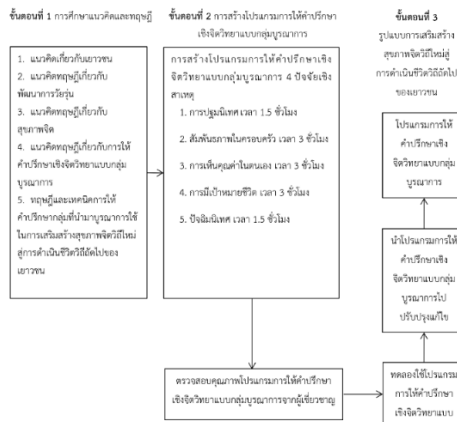 ขั้นตอนที่ 1 การศึกษาแนวคิดและทฤษฎี
1. แนวคิดเกี่ยวกับเยาวชน
2. แนวคิดทฤษฎีเกี่ยวกับ
พัฒนาการวัยรุ่น
3. แนวคิดทฤษฎีเกี่ยวกับ
สุขภาพจิต
4. แนวคิดทฤษฎีเกี่ยวกับการให้
คำปรึกษาเชิงจิตวิทยาแบบกลุ่ม
บูรณาการ
5. ทฤษฎีและเทคนิคการให้
คำปรึกษากลุ่มที่นำมาบูรณาการใช้
ในการเสริมสร้างสุขภาพจิตวิถีใหม่
สู่การดำเนินชีวิตวิถีถัดไปของ
เยาวชน
ขั้นตอนที่ 2 การสร้างโปรแกรมการให้คำปรึกษา
เชิงจิตวิทยาแบบกลุ่มบูรณาการ
การสร้างโปรแกรมการให้คำปรึกษาเชิง
จิตวิทยาแบบกลุ่มบูรณาการ 4 ปัจจัยเชิง
สาเหตุ
1. การปฐมนิเทศ เวลา 1.5 ชั่วโมง
2. สัมพันธภาพในครอบครัว เวลา 3 ชั่วโมง
3. การเห็นคุณค่าในตนเอง เวลา 3 ชั่วโมง
4. การมีเป้าหมายชีวิต เวลา 3 ชั่วโมง
5. ปัจฉิมนิเทศ เวลา 1.5 ชั่วโมง
ตรวจสอบคุณภาพโปรแกรมการให้คำปรึกษา
เชิงจิตวิทยาแบบกลุ่มบูรณาการจากผู้เชี่ยวชาญ
ขั้นตอนที่ 3
รูปแบบการเสริมสร้าง
สุขภาพจิตวิถีใหม่สู่
การดำเนินชีวิตวิถีถัดไป
ของเยาวชน
โปรแกรมการให้
คำปรึกษาเชิง
จิตวิทยาแบบกลุ่ม
บูรณาการ
นำโปรแกรมการให้
คำปรึกษาเชิง
จิตวิทยาแบบกลุ่ม
บูรณาการไป
ปรับปรุงแก้ไข
ทดลองใช้โปรแกรม
การให้คำปรึกษา
เชิงจิตวิทยาแบบ